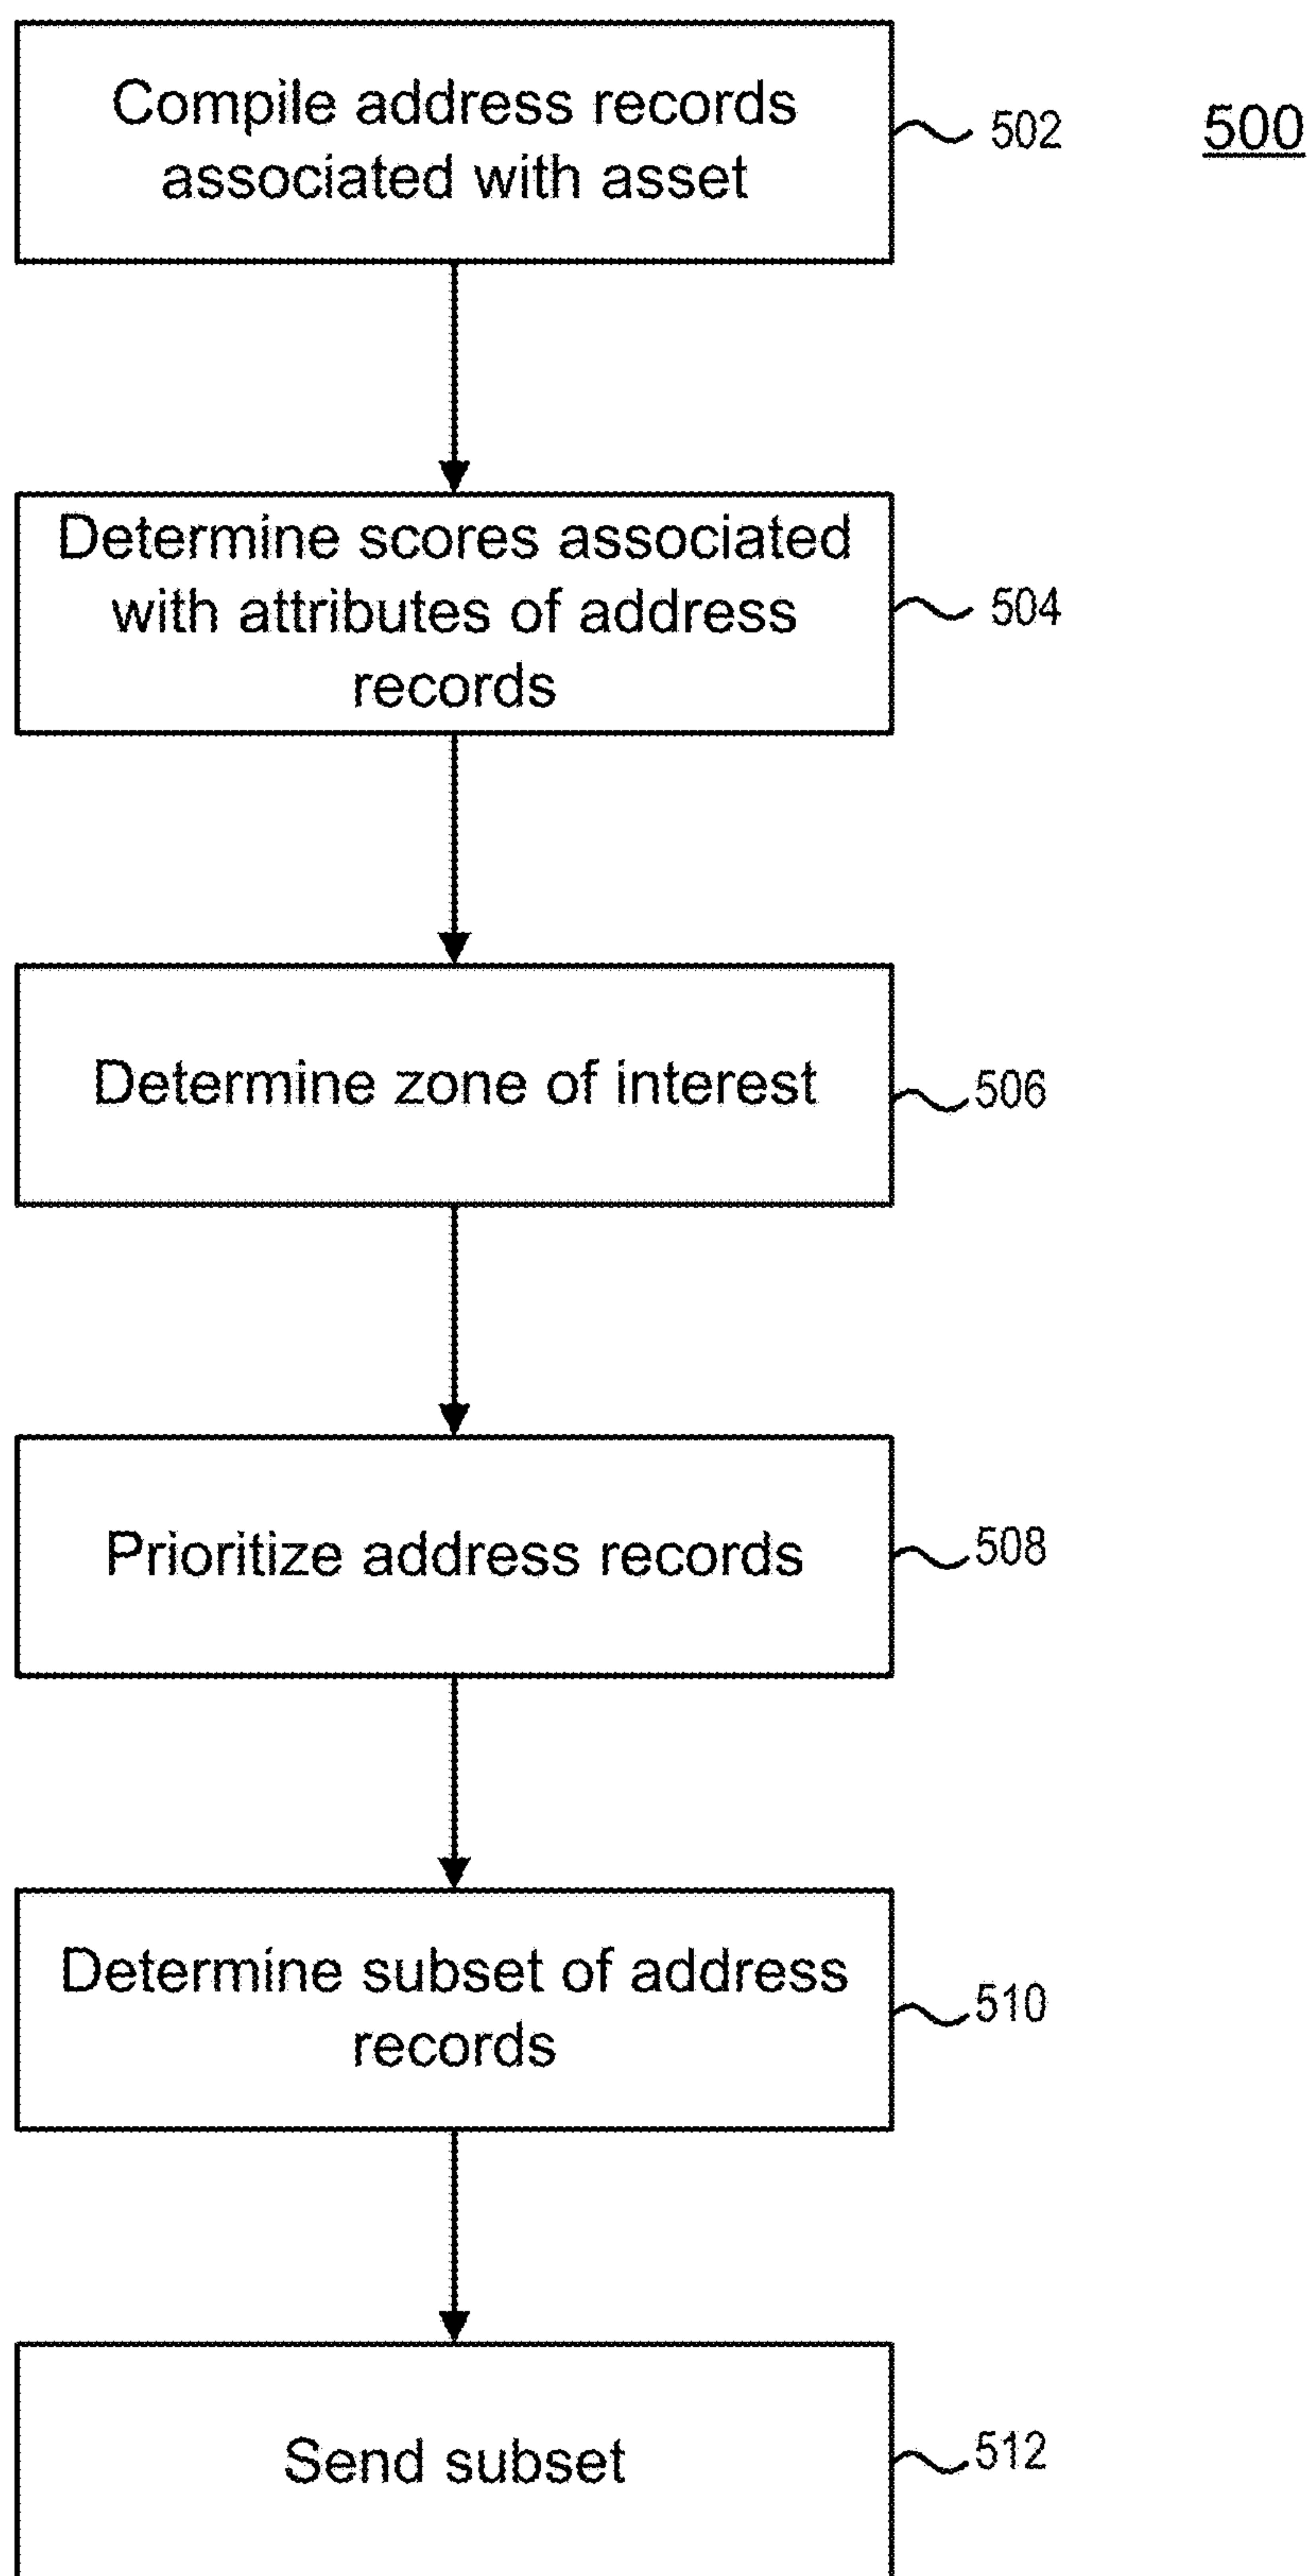 Compile address records
associated with asset
502
500
Determine scores associated
with attributes of address
records
504
Determine zone of interest
506
Prioritize address records
508
Determine subset of address
records
510
Send subset
512